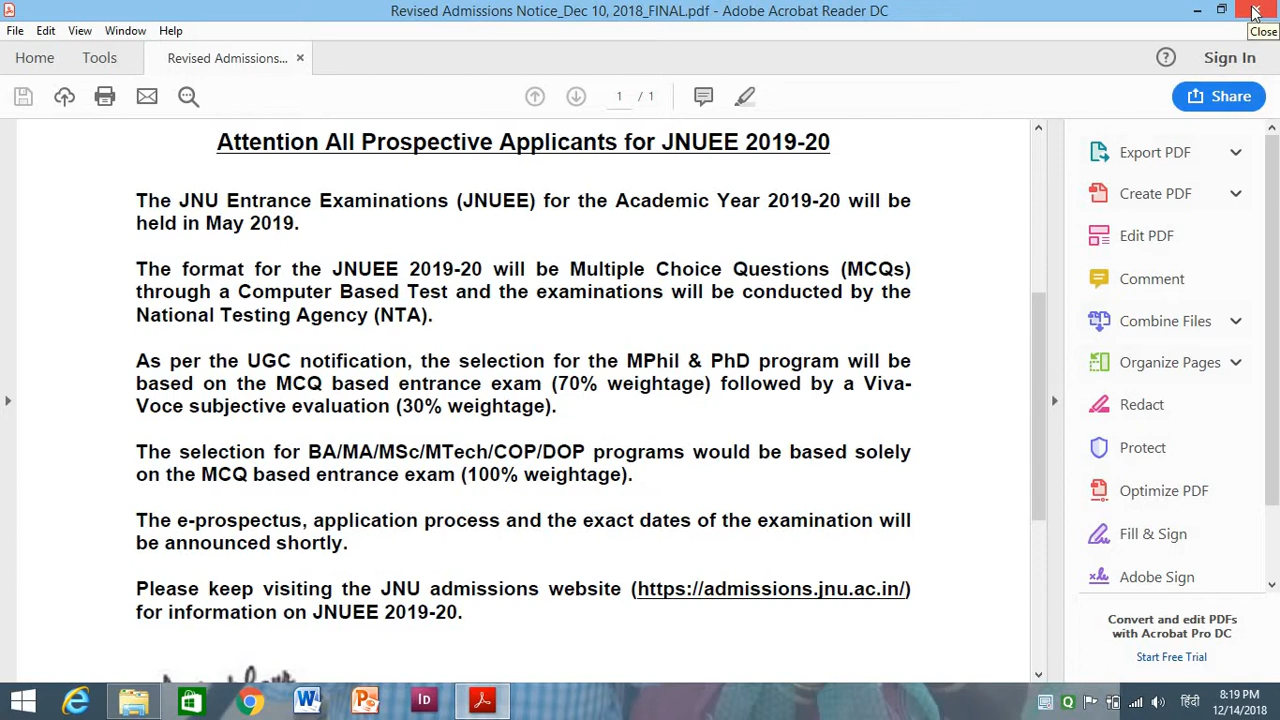 Revised Admissions Notice_Dec 10, 2018_FINAL.pdf - Adobe Acrobat Reader DC
Close
File Edit View Window Help
Home Tools Revised Admissions... × ? Sign In
1 / 1 Share
Attention All Prospective Applicants for JNUEE 2019-20
The JNU Entrance Examinations (JNUEE) for the Academic Year 2019-20 will be
held in May 2019.
The format for the JNUEE 2019-20 will be Multiple Choice Questions (MCQs)
through a Computer Based Test and the examinations will be conducted by the
National Testing Agency (NTA).
As per the UGC notification, the selection for the MPhil & PhD program will be
based on the MCQ based entrance exam (70% weightage) followed by a Viva-
Voce subjective evaluation (30% weightage).
The selection for BA/MA/MSc/MTech/COP/DOP programs would be based solely
on the MCQ based entrance exam (100% weightage).
The e-prospectus, application process and the exact dates of the examination will
be announced shortly.
Please keep visiting the JNU admissions website (https://admissions.jnu.ac.in/)
for information on JNUEE 2019-20.
Export PDF
Create PDF
Edit PDF
Comment
Combine Files
Organize Pages
Redact
Protect
Optimize PDF
Fill & Sign
Adobe Sign
Convert and edit PDFs
with Acrobat Pro DC
Start Free Trial
Id
हिंदी
8:19 PM
12/14/2018